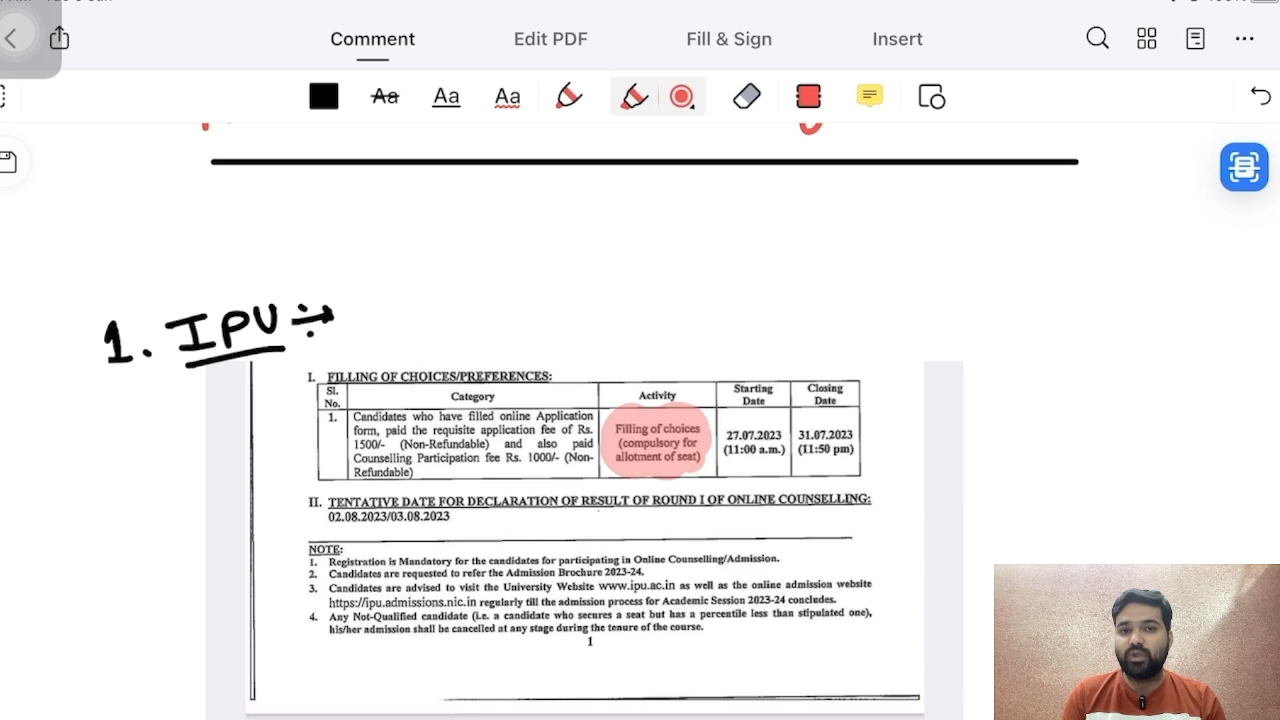 Comment Edit PDF Fill & Sign Insert
Aa Aa Aa
1. IPU ÷→
I. FILLING OF CHOICES/PREFERENCES:
Sl. No. Category Activity Starting Date Closing Date
1. Candidates who have filled online Application form, paid the requisite application fee of Rs. 1500/- (Non-Refundable) and also paid Counselling Participation fee Rs. 1000/- (Non-Refundable) Filling of choices (compulsory for allotment of seat) 27.07.2023 (11:00 a.m.) 31.07.2023 (11:50 pm)
II. TENTATIVE DATE FOR DECLARATION OF RESULT OF ROUND I OF ONLINE COUNSELLING:
02.08.2023/03.08.2023
NOTE:
1. Registration is Mandatory for the candidates for participating in Online Counselling/Admission.
2. Candidates are requested to refer the Admission Brochure 2023-24.
3. Candidates are advised to visit the University Website www.ipu.ac.in as well as the online admission website
https://ipu.admissions.nic.in regularly till the admission process for Academic Session 2023-24 concludes.
4. Any Not-Qualified candidate (i.e. a candidate who secures a seat but has a percentile less than stipulated one),
his/her admission shall be cancelled at any stage during the tenure of the course.
1